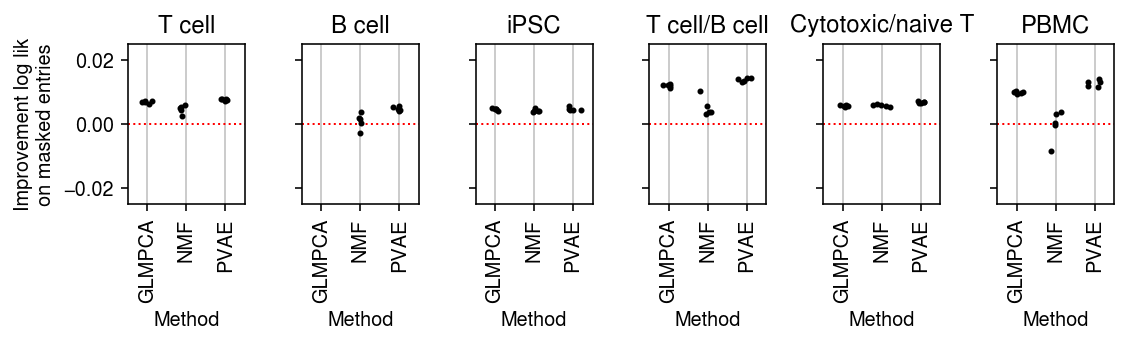 T cell
B cell
iPSC
T cell/B cell
Cytotoxic/naive T
PBMC
Improvement log lik
on masked entries
0.02
0.00
−0.02
GLMPCA
NMF
PVAE
GLMPCA
NMF
PVAE
GLMPCA
NMF
PVAE
GLMPCA
NMF
PVAE
GLMPCA
NMF
PVAE
GLMPCA
NMF
PVAE
Method
Method
Method
Method
Method
Method